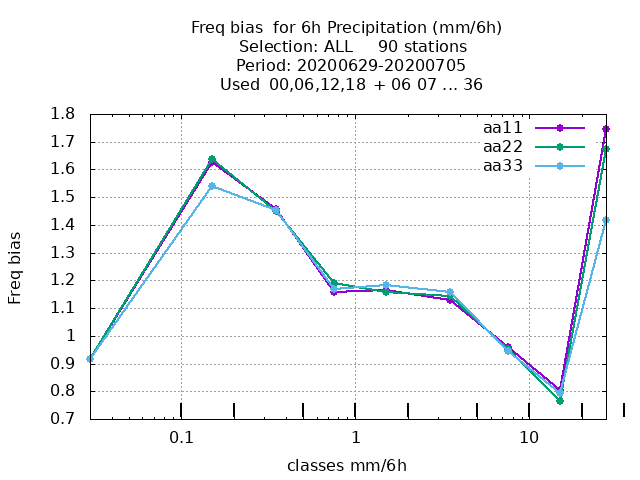 Freq bias  for 6h Precipitation (mm/6h)
Selection: ALL     90 stations
Period: 20200629-20200705
Used  00,06,12,18  + 06 07 ... 36
1.8
1.7
1.6
1.5
1.4
1.3
1.2
1.1
1
0.9
0.8
0.7
Freq bias
aa11
aa22
aa33
0.1 1 10
classes mm/6h